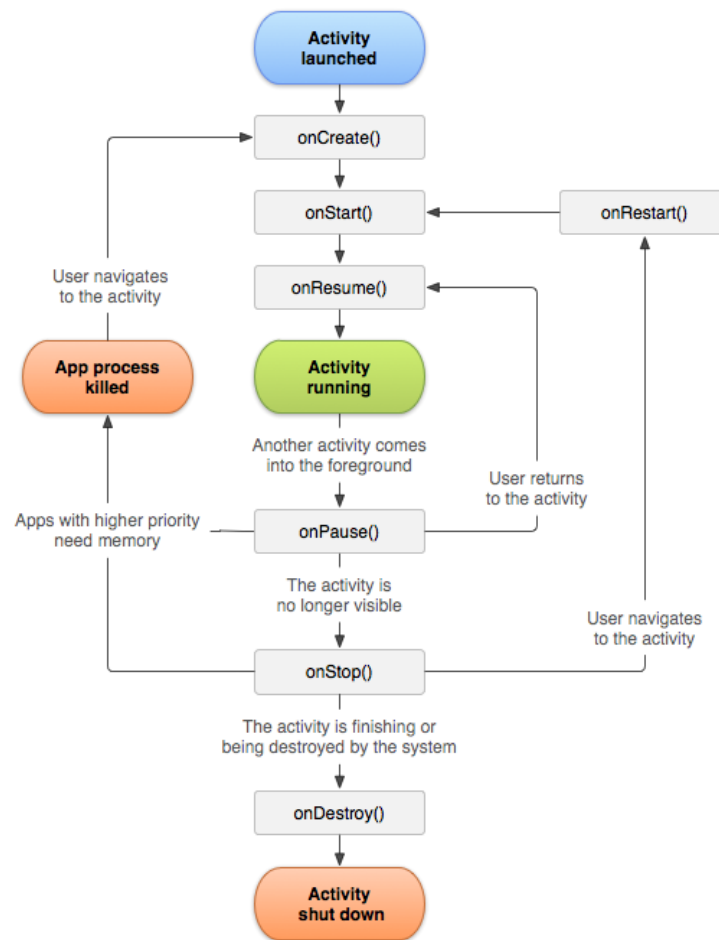 Activity
launched
onCreate()
onStart()
onRestart()
User navigates
to the activity
onResume()
App process
killed
Activity
running
Another activity comes
into the foreground
User returns
to the activity
Apps with higher priority
need memory
onPause()
The activity is
no longer visible
User navigates
to the activity
onStop()
The activity is finishing or
being destroyed by the system
onDestroy()
Activity
shut down